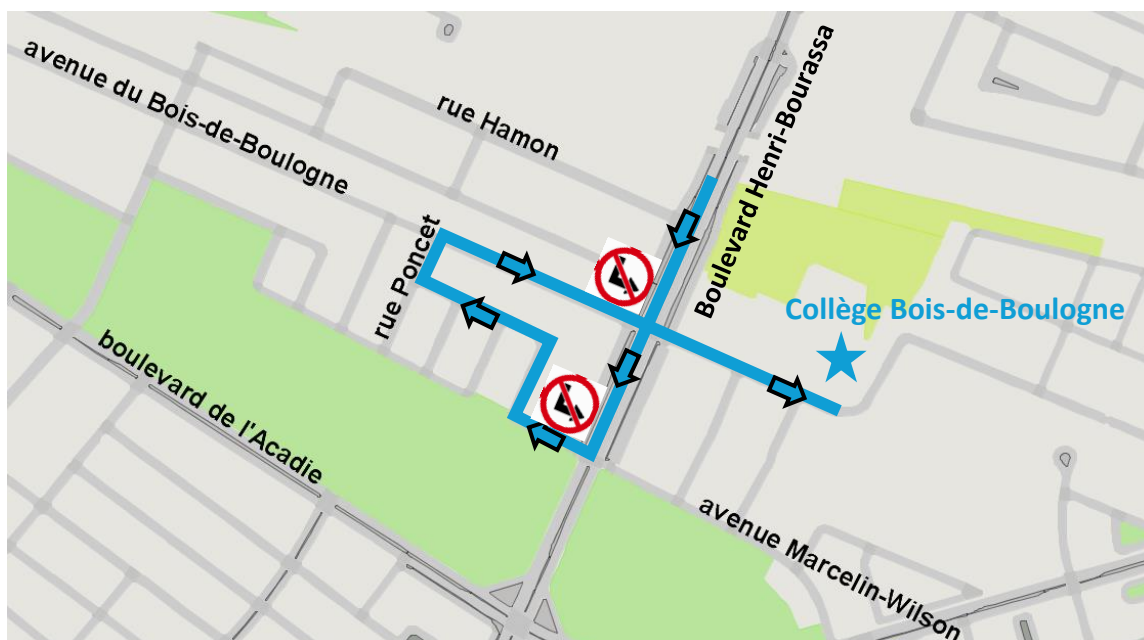 avenue du Bois-de-Boulogne
rue Hamon
Boulevard Henri-Bourassa
rue Poncet
Collège Bois-de-Boulogne
boulevard de l'Acadie
avenue Marcelin-Wilson